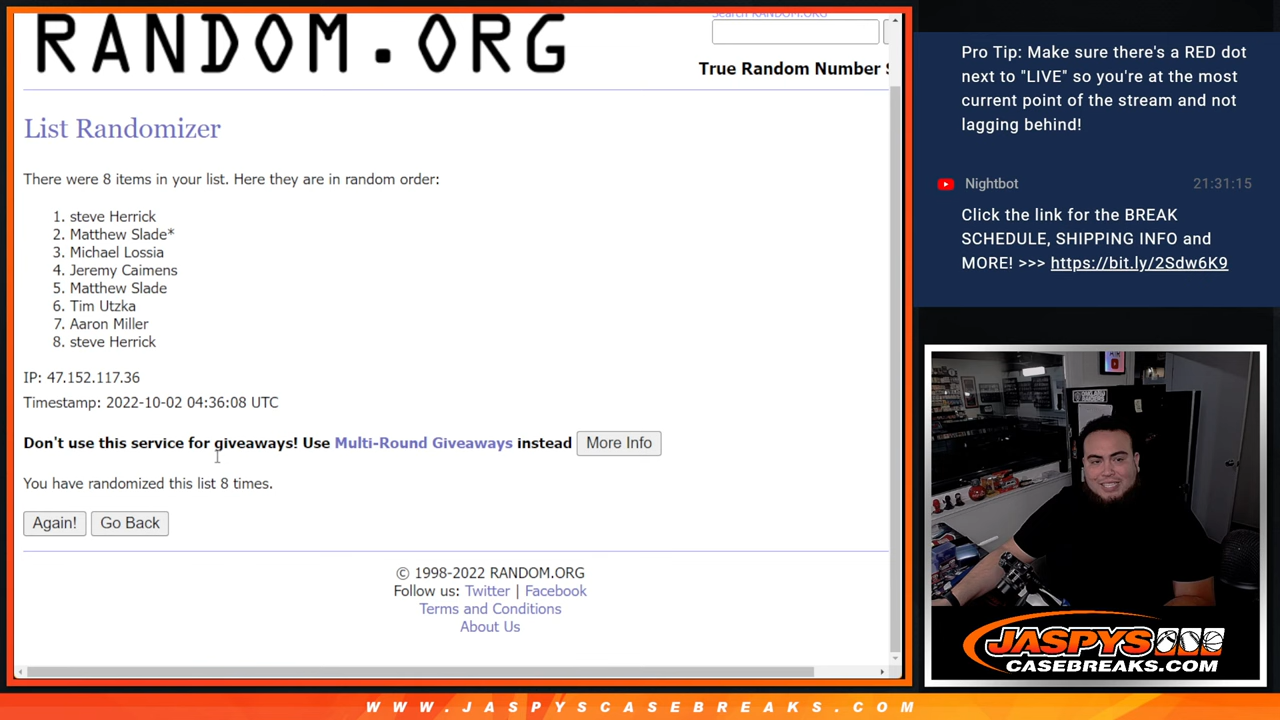 RANDOM.ORG
Search RANDOM.ORG
True Random Number S
List Randomizer
There were 8 items in your list. Here they are in random order:
1. steve Herrick
2. Matthew Slade*
3. Michael Lossia
4. Jeremy Caimens
5. Matthew Slade
6. Tim Utzka
7. Aaron Miller
8. steve Herrick
IP: 47.152.117.36
Timestamp: 2022-10-02 04:36:08 UTC
Don't use this service for giveaways! Use Multi-Round Giveaways instead More Info
You have randomized this list 8 times.
Again! Go Back
© 1998-2022 RANDOM.ORG
Follow us: Twitter | Facebook
Terms and Conditions
About Us
Pro Tip: Make sure there's a RED dot
next to "LIVE" so you're at the most
current point of the stream and not
lagging behind!
Nightbot 21:31:15
Click the link for the BREAK
SCHEDULE, SHIPPING INFO and
MORE! >>> https://bit.ly/2Sdw6K9
JASPYS
CASEBREAKS.COM
WWW.JASPYSCASEBREAKS.COM